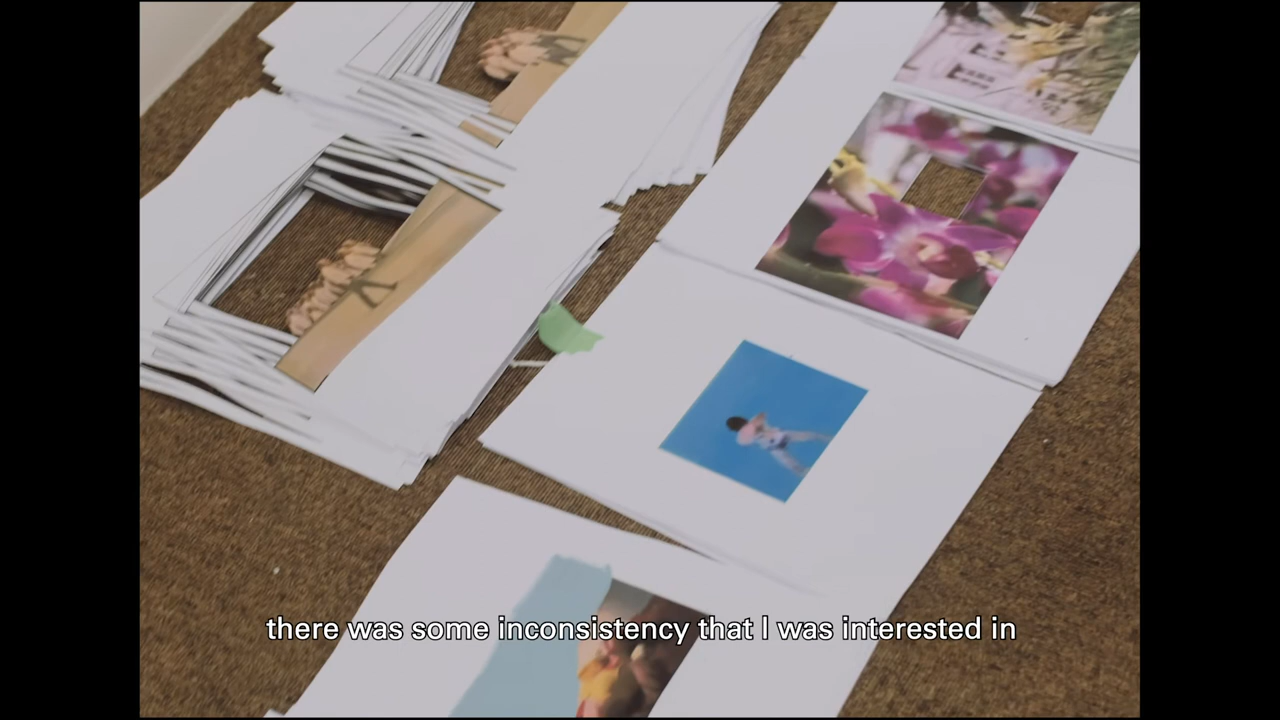 there was some inconsistency that I was interested in